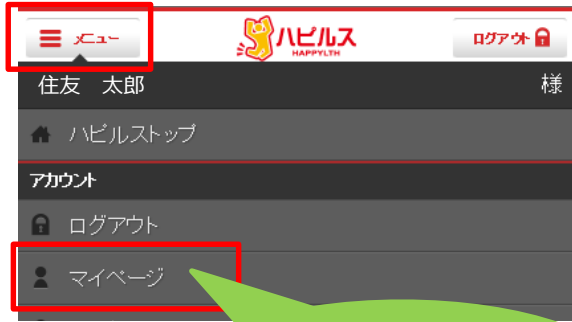 メニュー
ハピルス
HAPPYLTH
ログアウト
住友 太郎 様
ハピルストップ
アカウント
ログアウト
マイページ